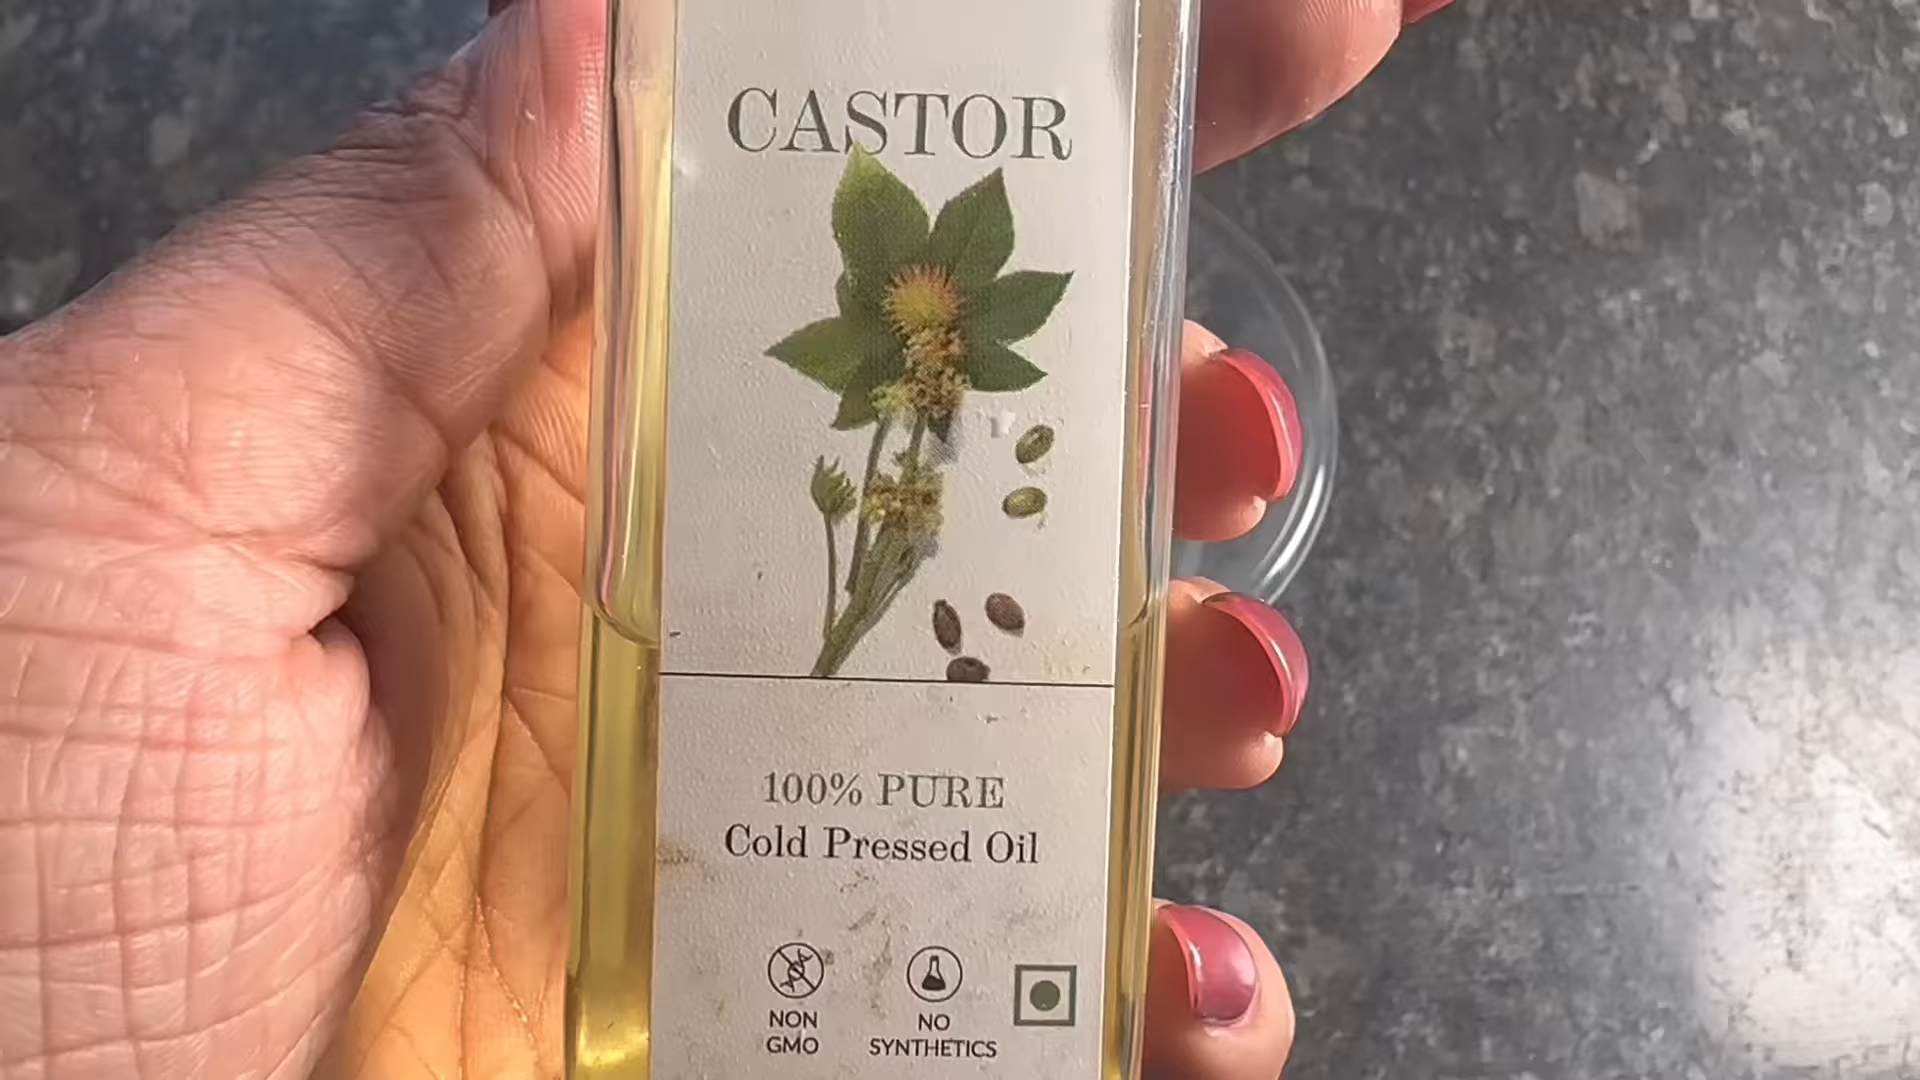 CASTOR
100% PURE
Cold Pressed Oil
NON
GMO
NO
SYNTHETICS